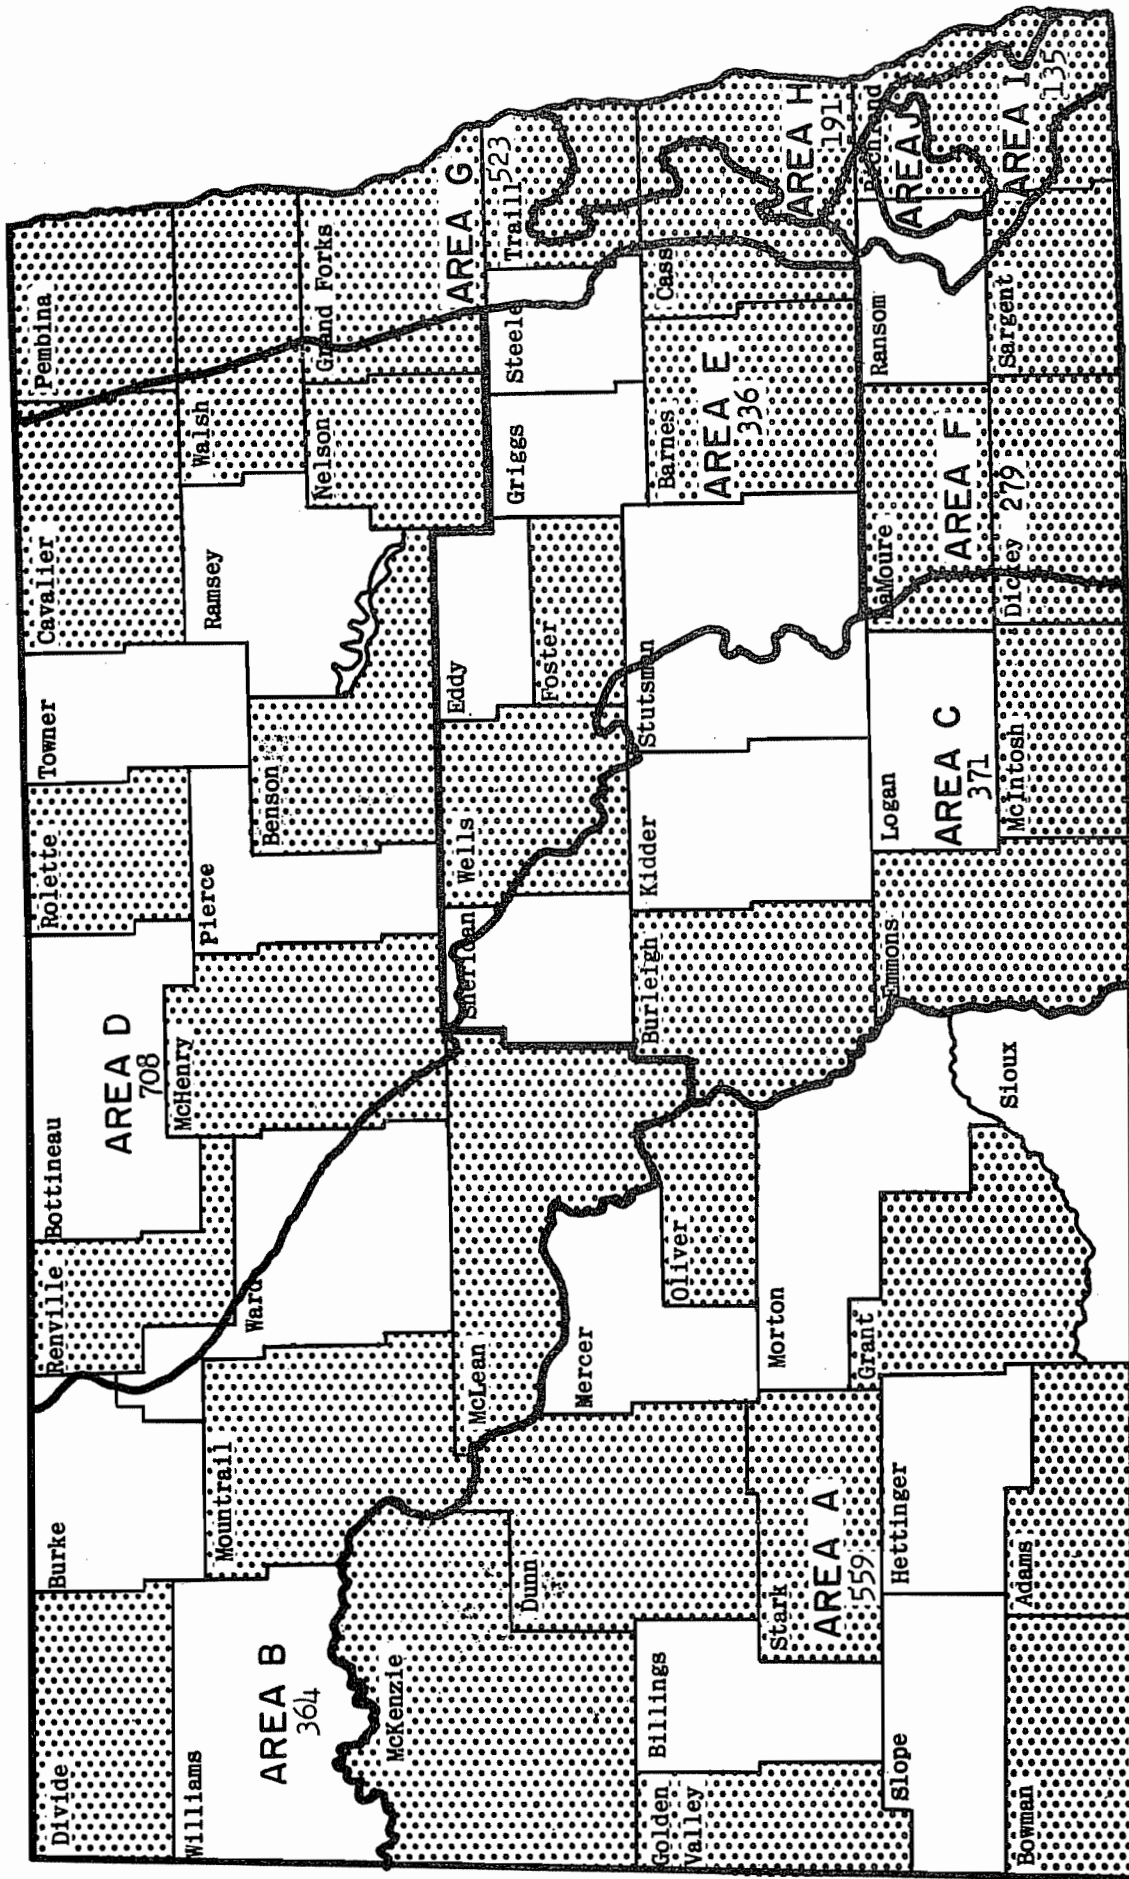 Divide
Burke
Renville
Bottineau
Rolette
Towner
Cavalier
Pembina
Williams
AREA B
364
Mountrail
Ward
AREA D
708
McHenry
Pierce
Benson
Ramsey
Walsh
Nelson
Grand Forks
AREA G
523
McKenzie
Dunn
McLean
Mercer
Oliver
Sheridan
Wells
Eddy
Foster
Griggs
Steele
Traill
Golden
Valley
Billings
Stark
AREA A
559
Morton
Burleigh
Kidder
Stutsman
Barnes
AREA E
336
Cass
AREA H
191
Slope
Hettinger
Grant
Sioux
Emmons
Logan
AREA C
371
McIntosh
LaMoure
AREA F
279
Dickey
Ransom
Sargent
Richland
AREA J
AREA I
135
Bowman
Adams